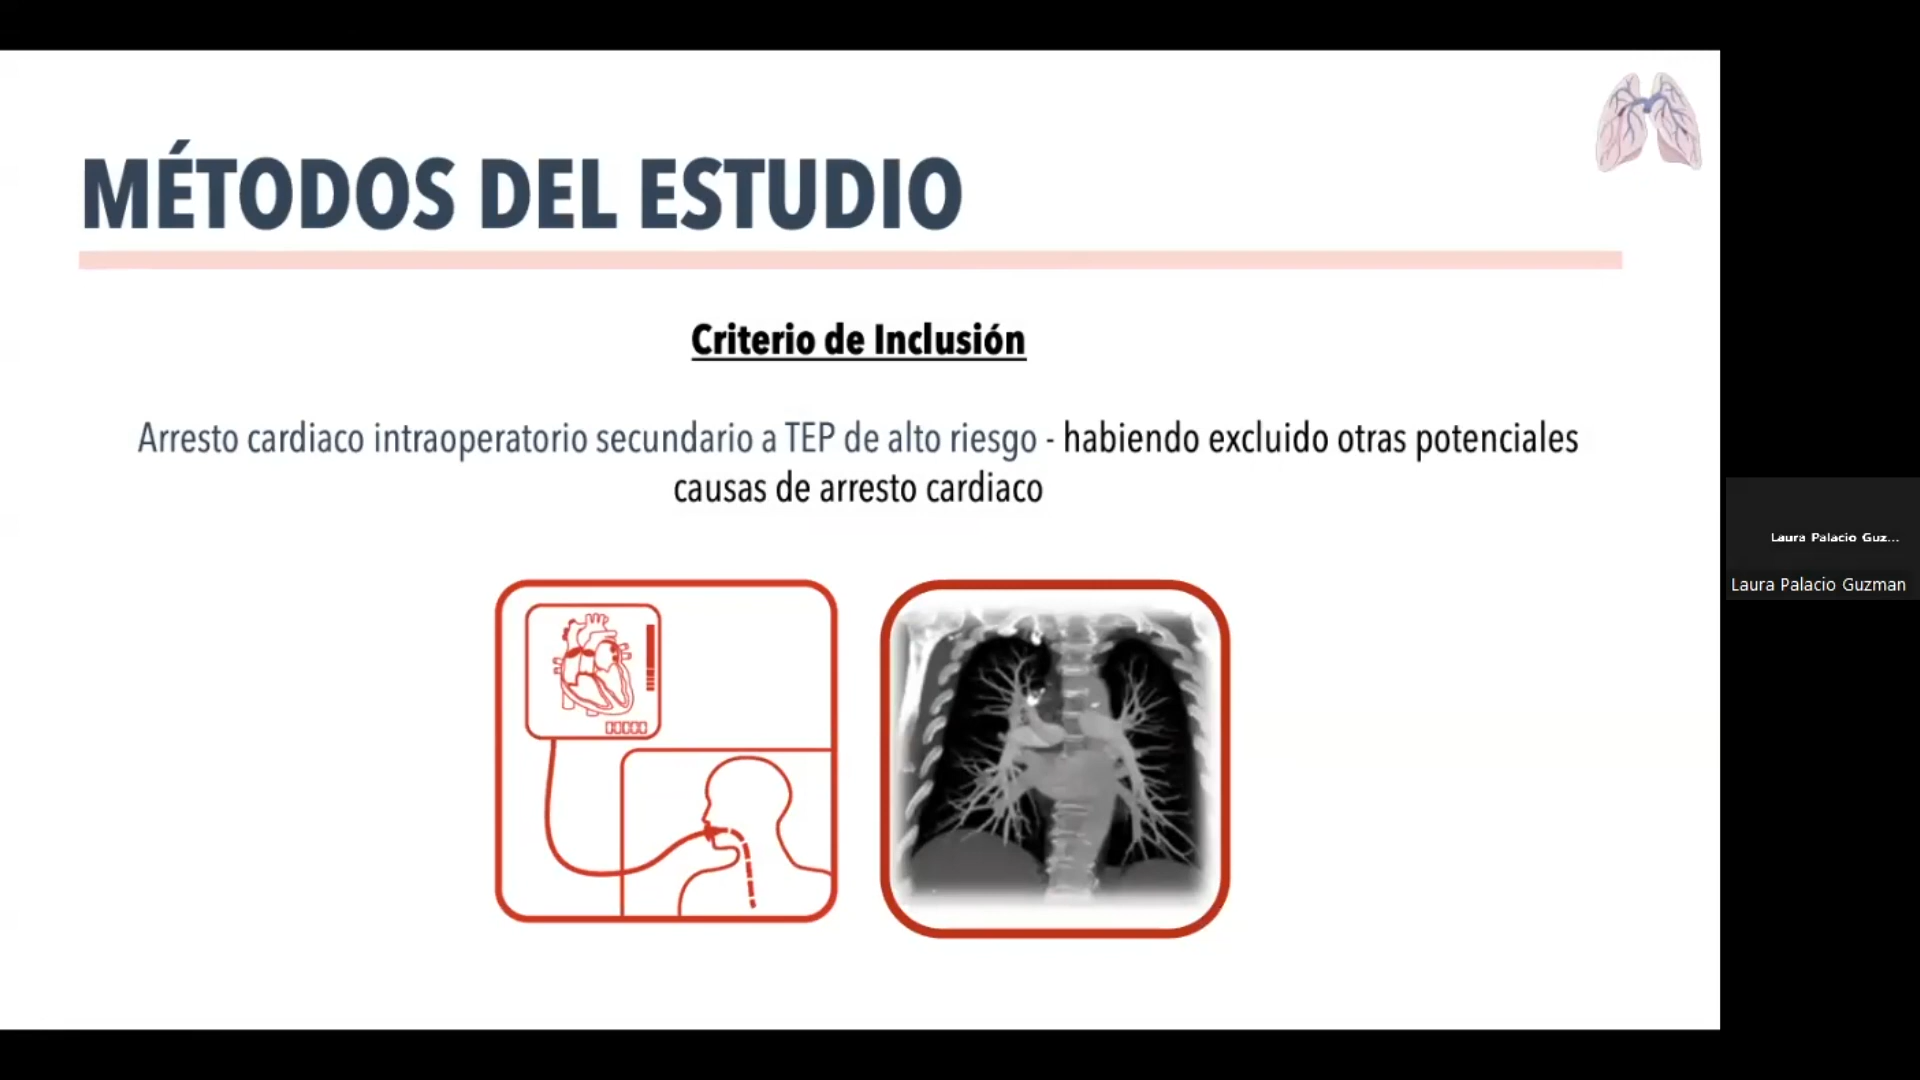 MÉTODOS DEL ESTUDIO
Criterio de Inclusión
Arresto cardiaco intraoperatorio secundario a TEP de alto riesgo - habiendo excluido otras potenciales
causas de arresto cardiaco
Laura Palacio Guz...
Laura Palacio Guzman